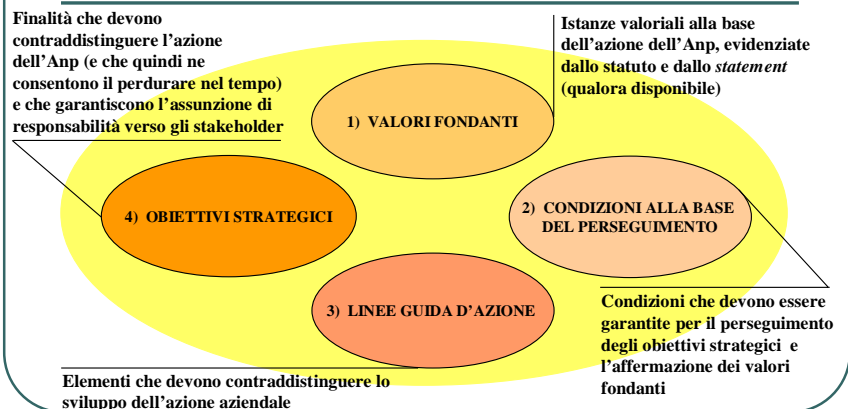 Finalità che devono
contraddistinguere l'azione
dell'Anp (e che quindi ne
consentono il perdurare nel tempo)
e che garantiscono l'assunzione di
responsabilità verso gli stakeholder
Istanze valoriali alla base
dell'azione dell'Anp, evidenziate
dallo statuto e dallo statement
(qualora disponibile)
1) VALORI FONDANTI
4) OBIETTIVI STRATEGICI
2) CONDIZIONI ALLA BASE
DEL PERSEGUIMENTO
3) LINEE GUIDA D'AZIONE
Condizioni che devono essere
garantite per il perseguimento
degli obiettivi strategici e
l'affermazione dei valori
fondanti
Elementi che devono contraddistinguere lo
sviluppo dell'azione aziendale